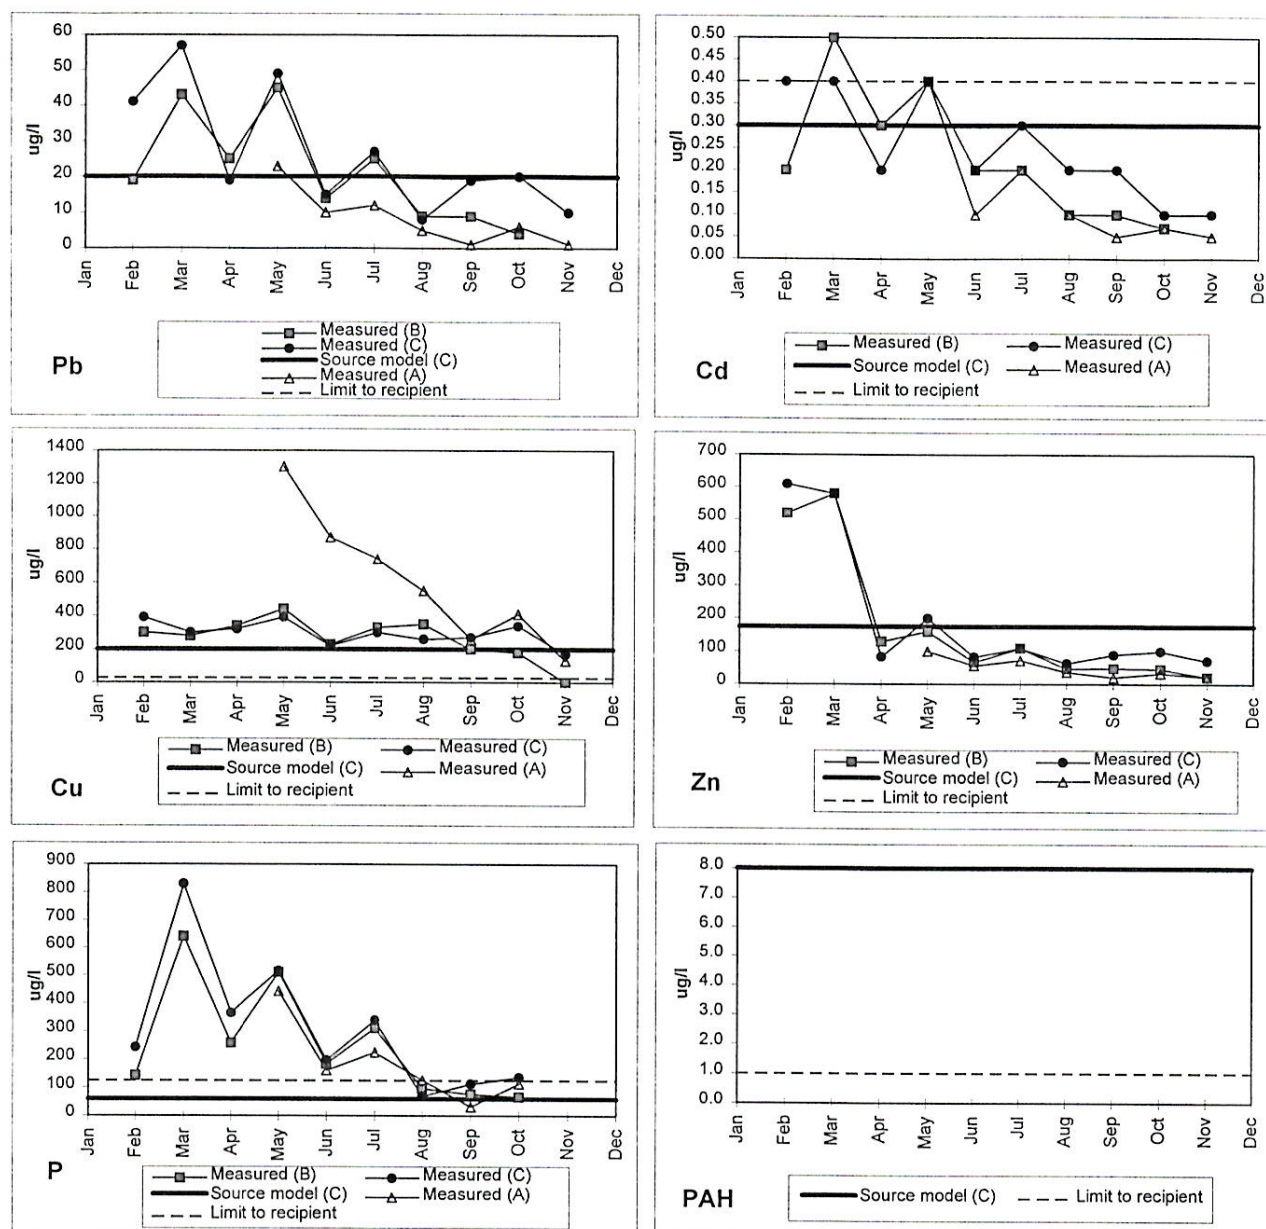 60
50
40
30
20
10
0
ug/l
Jan Feb Mar Apr May Jun Jul Aug Sep Oct Nov Dec
Measured (B)
Measured (C)
Source model (C)
Measured (A)
Limit to recipient
Pb
0.50
0.45
0.40
0.35
0.30
0.25
0.20
0.15
0.10
0.05
0.00
ug/l
Jan Feb Mar Apr May Jun Jul Aug Sep Oct Nov Dec
Measured (B) Measured (C)
Source model (C) Measured (A)
Limit to recipient
Cd
1400
1200
1000
800
600
400
200
0
ug/l
Jan Feb Mar Apr May Jun Jul Aug Sep Oct Nov Dec
Measured (B) Measured (C)
Source model (C) Measured (A)
Limit to recipient
Cu
700
600
500
400
300
200
100
0
ug/l
Jan Feb Mar Apr May Jun Jul Aug Sep Oct Nov Dec
Measured (B) Measured (C)
Source model (C) Measured (A)
Limit to recipient
Zn
900
800
700
600
500
400
300
200
100
0
ug/l
Jan Feb Mar Apr May Jun Jul Aug Sep Oct Nov Dec
Measured (B) Measured (C)
Source model (C) Measured (A)
Limit to recipient
P
8.0
7.0
6.0
5.0
4.0
3.0
2.0
1.0
0.0
ug/l
Jan Feb Mar Apr May Jun Jul Aug Sep Oct Nov Dec
Source model (C) Limit to recipient
PAH